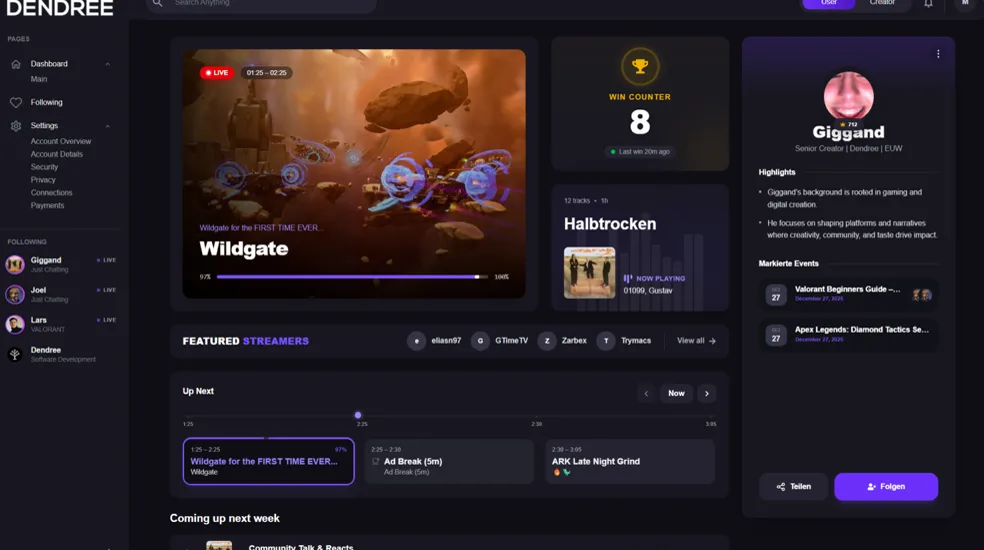 DENDREE
Search Anything
User
Creator
M
PAGES
Dashboard
Main
Following
Settings
Account Overview
Account Details
Security
Privacy
Connections
Payments
FOLLOWING
Giggand
Just Chatting
LIVE
Joel
Just Chatting
LIVE
Lars
VALORANT
LIVE
Dendree
Software Development
LIVE
01:25 – 02:25
Wildgate for the FIRST TIME EVER...
Wildgate
97%
100%
WIN COUNTER
8
Last win 20m ago
12 tracks • 1h
Halbtrocken
NOW PLAYING
01099, Gustav
FEATURED STREAMERS
e
eliasn97
G
GTimeTV
Z
Zarbex
T
Trymacs
View all →
Up Next
Now
1:25
2:25
2:30
3:05
1:25 – 2:25
97%
Wildgate for the FIRST TIME EVER...
Wildgate
2:25 – 2:30
Ad Break (5m)
Ad Break (5m)
2:30 – 3:05
ARK Late Night Grind
Coming up next week
Community Talk & Reacts
712
Giggand
Senior Creator | Dendree | EUW
Highlights
• Giggand's background is rooted in gaming and
digital creation.
• He focuses on shaping platforms and narratives
where creativity, community, and taste drive impact.
Markierte Events
27
Valorant Beginners Guide –...
December 27, 2025
27
Apex Legends: Diamond Tactics Se...
December 27, 2025
Teilen
Folgen